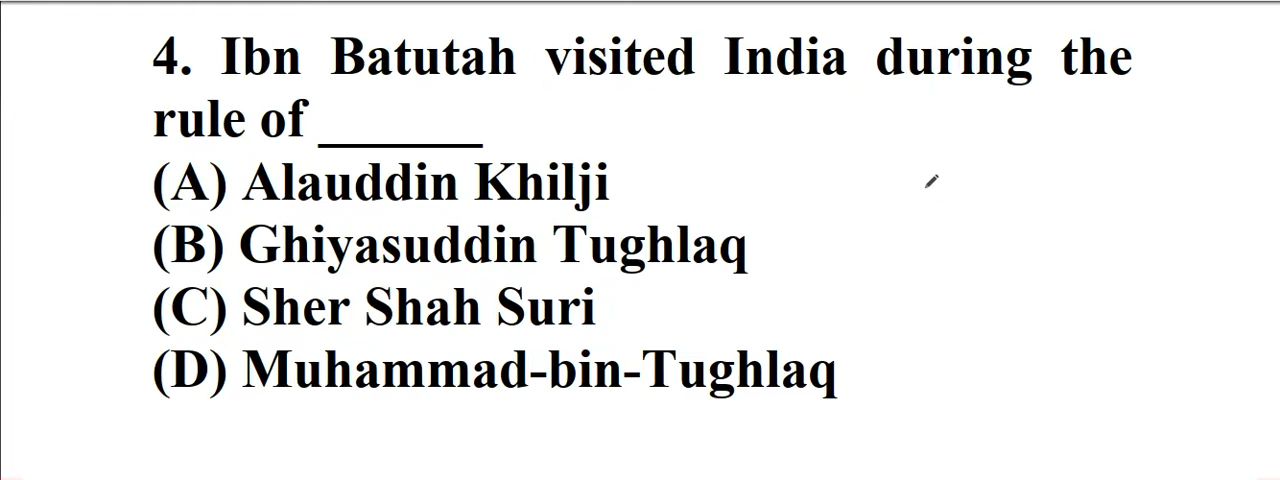 4. Ibn Batutah visited India during the
rule of ______
(A) Alauddin Khilji
(B) Ghiyasuddin Tughlaq
(C) Sher Shah Suri
(D) Muhammad-bin-Tughlaq